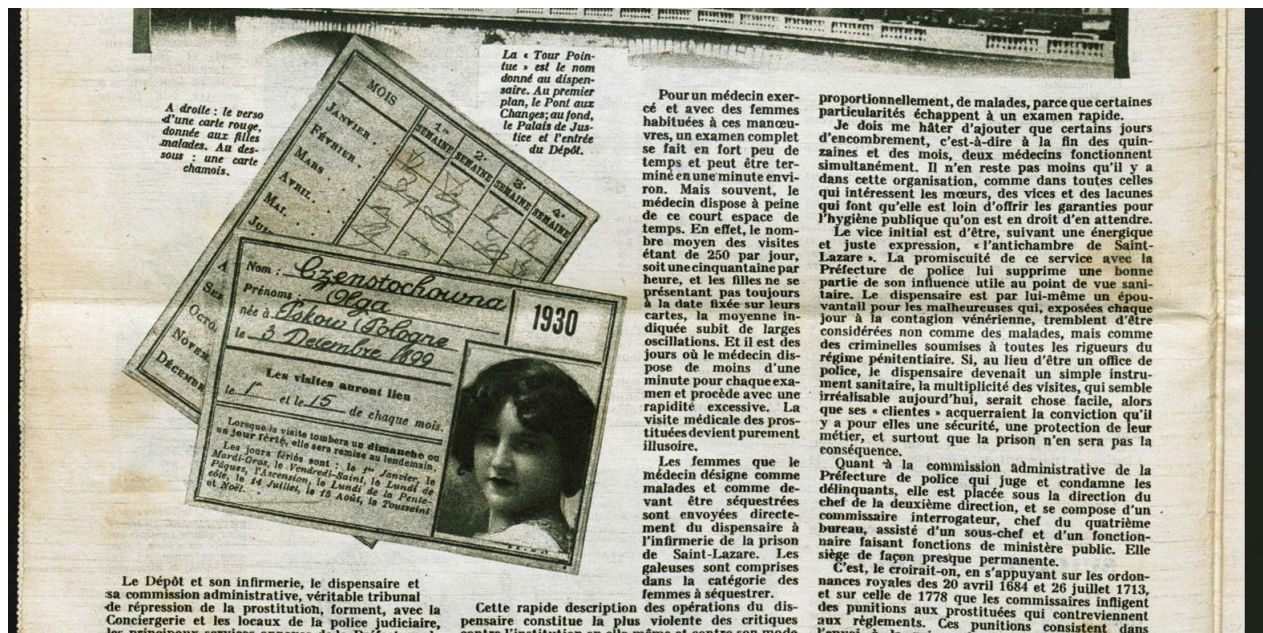 La « Tour Poin-
tue » est le nom
donné au dispen-
saire. Au premier
plan, le Pont aux
Changes; au fond,
le Palais de Jus-
tice et l'entrée
du Dépôt.
A droite : le verso
d'une carte rouge,
donnée aux filles
malades. Au des-
sous : une carte
chamois.
MOIS
1re SEMAINE
2e SEMAINE
3e SEMAINE
4e SEMAINE
JANVIER
FÉVRIER
MARS
AVRIL
MAI
NOVEM
DÉCEMBRE
Nom : Czenstochowna
Prénoms : Olga
née à Pskow (Pologne
le 3 Decembre 1899
1930
Les visites auront lien
le 1er et le 15 de chaque mois.
Lorsque la visite tombera un dimanche ou
un jour férié, elle sera remise au lendemain.
Les jours fériés sont : le 1er Janvier, le
Mardi-Gras, le Vendredi-Saint, le Lundi de
Pâques, l'Ascension, le Lundi de la Pente-
côte, le 14 Juillet, le 15 Août, la Toussaint
et Noël.
Le Dépôt et son infirmerie, le dispensaire et
sa commission administrative, véritable tribunal
de répression de la prostitution, forment, avec la
Conciergerie et les locaux de la police judiciaire,
Cette rapide description des opérations du dis-
pensaire constitue la plus violente des critiques
Pour un médecin exer-
cé et avec des femmes
habituées à ces manœu-
vres, un examen complet
se fait en fort peu de
temps et peut être ter-
miné en une minute envi-
ron. Mais souvent, le
médecin dispose à peine
de ce court espace de
temps. En effet, le nom-
bre moyen des visites
étant de 250 par jour,
soit une cinquantaine par
heure, et les filles ne se
présentant pas toujours
à la date fixée sur leurs
cartes, la moyenne in-
diquée subit de larges
oscillations. Et il est des
jours où le médecin dis-
pose de moins d'une
minute pour chaque exa-
men et procède avec une
rapidité excessive. La
visite médicale des pros-
tituées devient purement
illusoire.
Les femmes que le
médecin désigne comme
malades et comme de-
vant être séquestrées
sont envoyées directe-
ment du dispensaire à
l'infirmerie de la prison
de Saint-Lazare. Les
galeuses sont comprises
dans la catégorie des
femmes à séquestrer.
proportionnellement, de malades, parce que certaines
particularités échappent à un examen rapide.
Je dois me hâter d'ajouter que certains jours
d'encombrement, c'est-à-dire à la fin des quin-
zaines et des mois, deux médecins fonctionnent
simultanément. Il n'en reste pas moins qu'il y a
dans cette organisation, comme dans toutes celles
qui intéressent les mœurs, des vices et des lacunes
qui font qu'elle est loin d'offrir les garanties pour
l'hygiène publique qu'on est en droit d'en attendre.
Le vice initial est d'être, suivant une énergique
et juste expression, « l'antichambre de Saint-
Lazare ». La promiscuité de ce service avec la
Préfecture de police lui supprime une bonne
partie de son influence utile au point de vue sani-
taire. Le dispensaire est par lui-même un épou-
vantail pour les malheureuses qui, exposées chaque
jour à la contagion vénérienne, tremblent d'être
considérées non comme des malades, mais comme
des criminelles soumises à toutes les rigueurs du
régime pénitentiaire. Si, au lieu d'être un office de
police, le dispensaire devenait un simple instru-
ment sanitaire, la multiplicité des visites, qui semble
irréalisable aujourd'hui, serait chose facile, alors
que ses « clientes » acquerraient la conviction qu'il
y a pour elles une sécurité, une protection de leur
métier, et surtout que la prison n'en sera pas la
conséquence.
Quant à la commission administrative de la
Préfecture de police qui juge et condamne les
délinquants, elle est placée sous la direction du
chef de la deuxième direction, et se compose d'un
commissaire interrogateur, chef du quatrième
bureau, assisté d'un sous-chef et d'un fonction-
naire faisant fonctions de ministère public. Elle
siège de façon presque permanente.
C'est, le croirait-on, en s'appuyant sur les ordon-
nances royales des 20 avril 1684 et 26 juillet 1713,
et sur celle de 1778 que les commissaires infligent
des punitions aux prostituées qui contreviennent
aux règlements. Ces punitions consistent dans